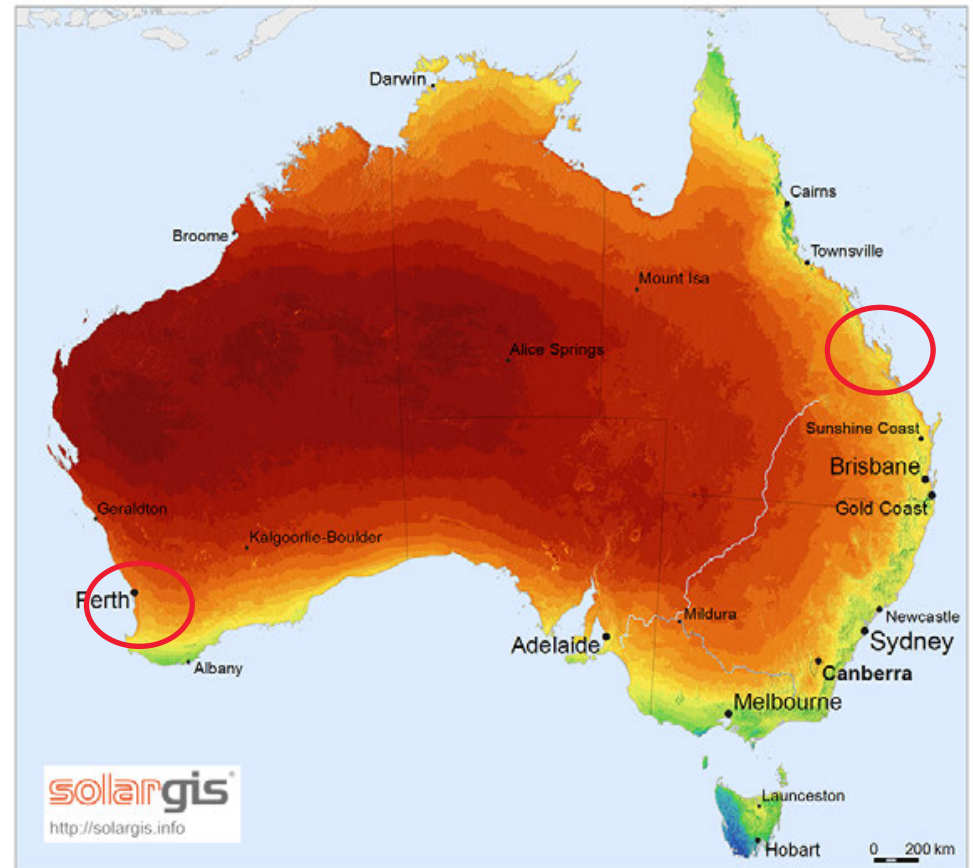 Darwin
Cairns
Broome
Townsville
Mount Isa
Alice Springs
Sunshine Coast
Brisbane
Gold Coast
Geraldton
Kalgoorlie-Boulder
Perth
Mildura
Newcastle
Adelaide
Sydney
Albany
Canberra
Melbourne
solargis
http://solargis.info
Launceston
Hobart
0 200 km